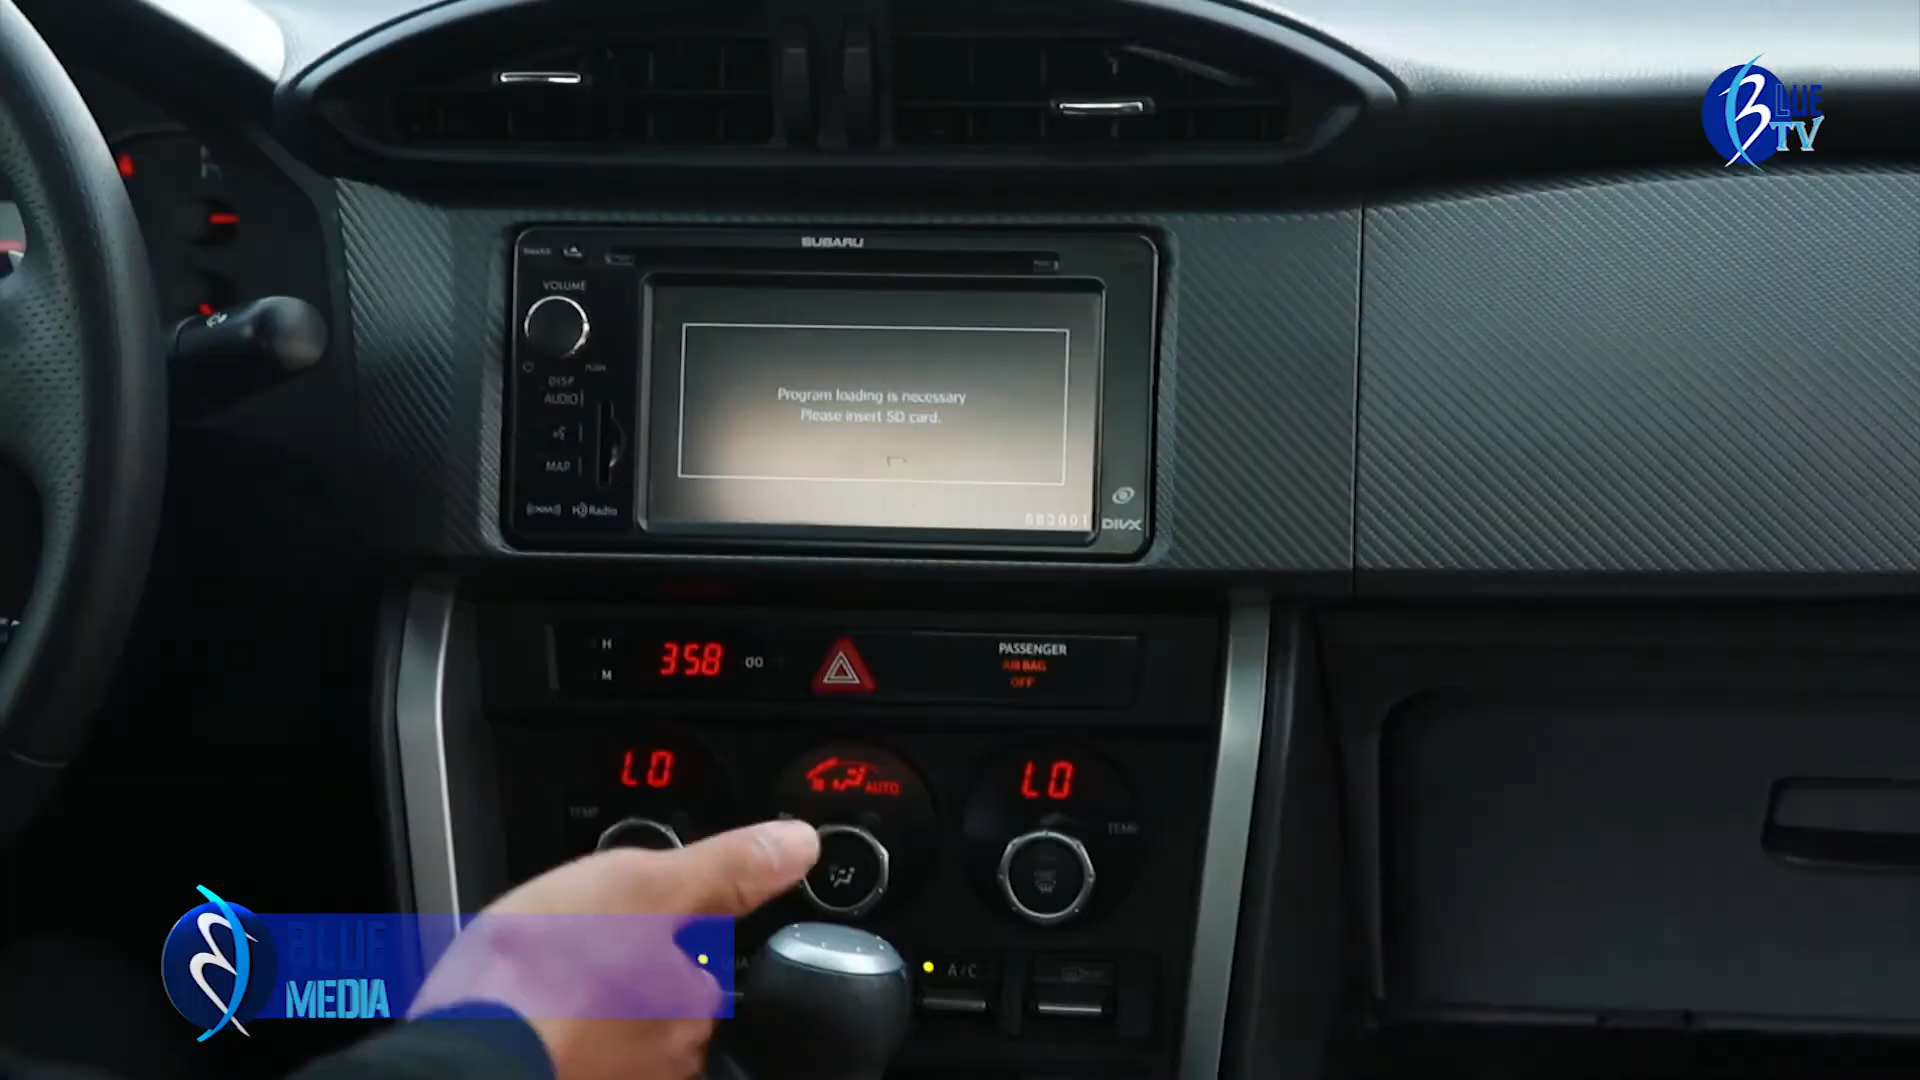 BLUE
TV
SUBARU
VOLUME
PUSH
DISP
AUDIO
MAP
HD Radio
Program loading is necessary
Please insert SD card.
DIVX
H
M
358
00
PASSENGER
AIR BAG
OFF
LO
AUTO
LO
TEMP
TEMP
A/C
BLUE
MEDIA